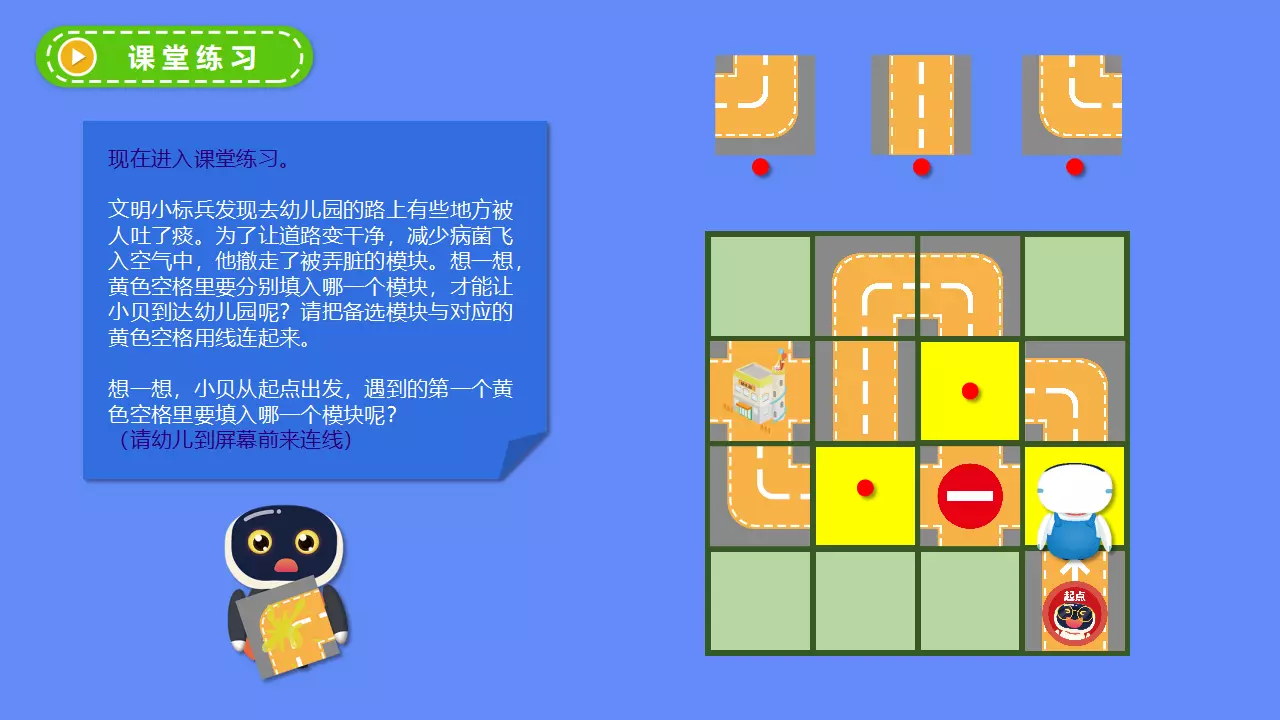 课堂练习
现在进入课堂练习。
文明小标兵发现去幼儿园的路上有些地方被
人吐了痰。为了让道路变干净，减少病菌飞
入空气中，他撤走了被弄脏的模块。想一想，
黄色空格里要分别填入哪一个模块，才能让
小贝到达幼儿园呢？请把备选模块与对应的
黄色空格用线连起来。
想一想，小贝从起点出发，遇到的第一个黄
色空格里要填入哪一个模块呢？
（请幼儿到屏幕前来连线）
起点